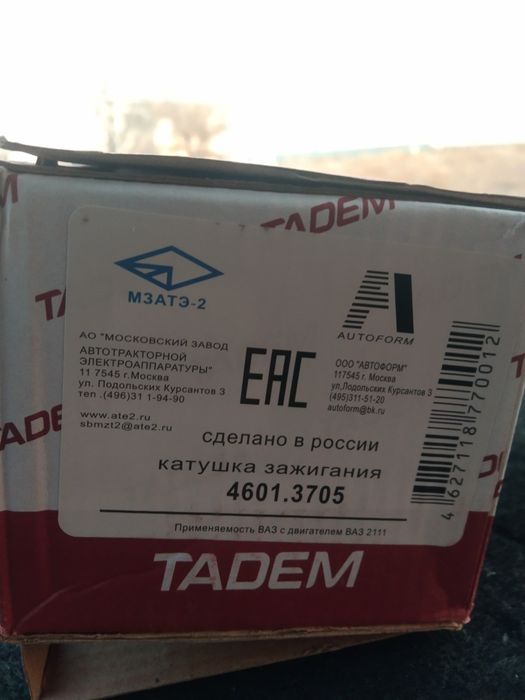 TADEM
МЗАТЭ-2
AUTOFORM
АО "МОСКОВСКИЙ ЗАВОД
АВТОТРАКТОРНОЙ
ЭЛЕКТРОАППАРАТУРЫ"
11 7545 г.Москва
ул. Подольских Курсантов 3
тел .(496)31 1-94-90
www.ate2.ru
sbmzt2@ate2.ru
EAC
ООО "АВТОФОРМ"
117545 г. Москва
ул,Подольских Курсантов 3
(495)311-51-20
autoform@bk.ru
4627118770012
сделано в россии
катушка зажигания
4601.3705
Применяемость ВАЗ с двигателем ВАЗ 2111
TADEM